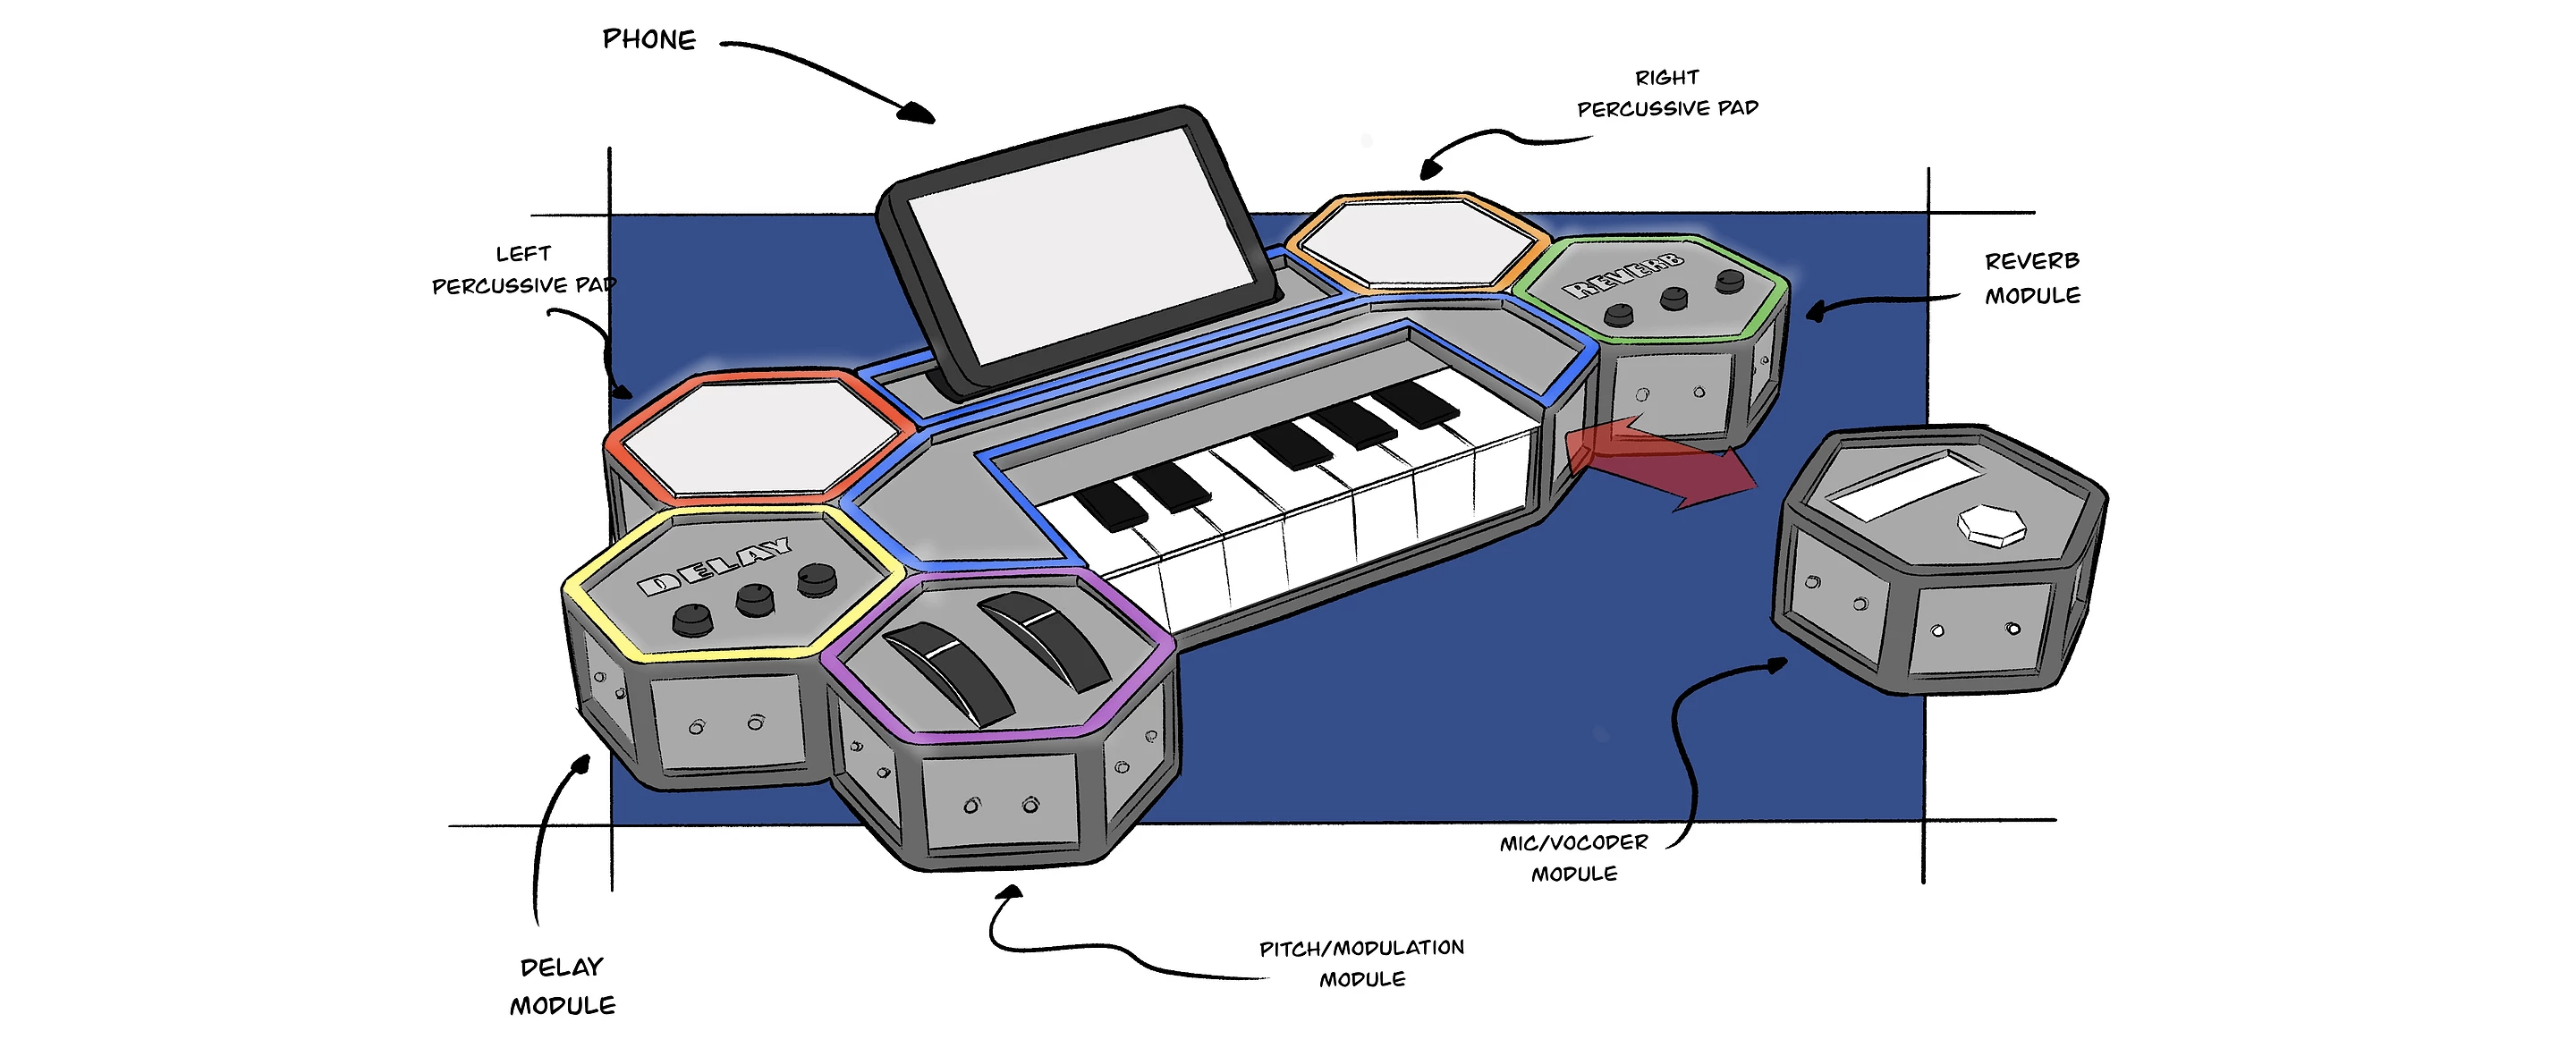 PHONE
RIGHT
PERCUSSIVE PAD
LEFT
PERCUSSIVE PAD
REVERB
REVERB
MODULE
DELAY
MIC/VOCODER
MODULE
PITCH/MODULATION
MODULE
DELAY
MODULE